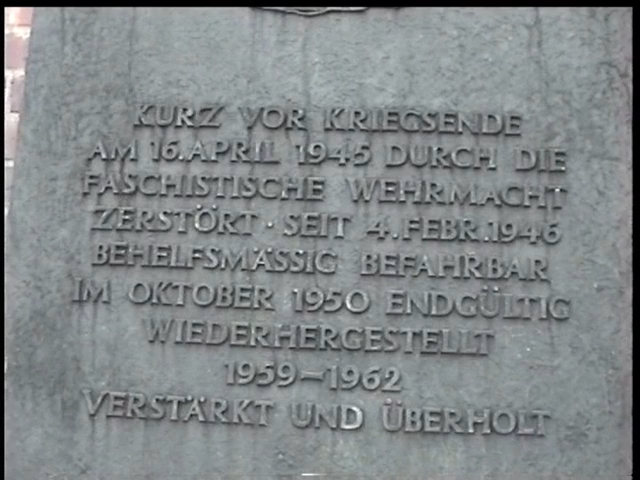 KURZ VOR KRIEGSENDE
AM 16. APRIL 1945 DURCH DIE
FASCHISTISCHE WEHRMACHT
ZERSTÖRT · SEIT 4. FEBR. 1946
BEHELFSMÄSSIG BEFAHRBAR
IM OKTOBER 1950 ENDGÜLTIG
WIEDERHERGESTELLT
1959–1962
VERSTÄRKT UND ÜBERHOLT